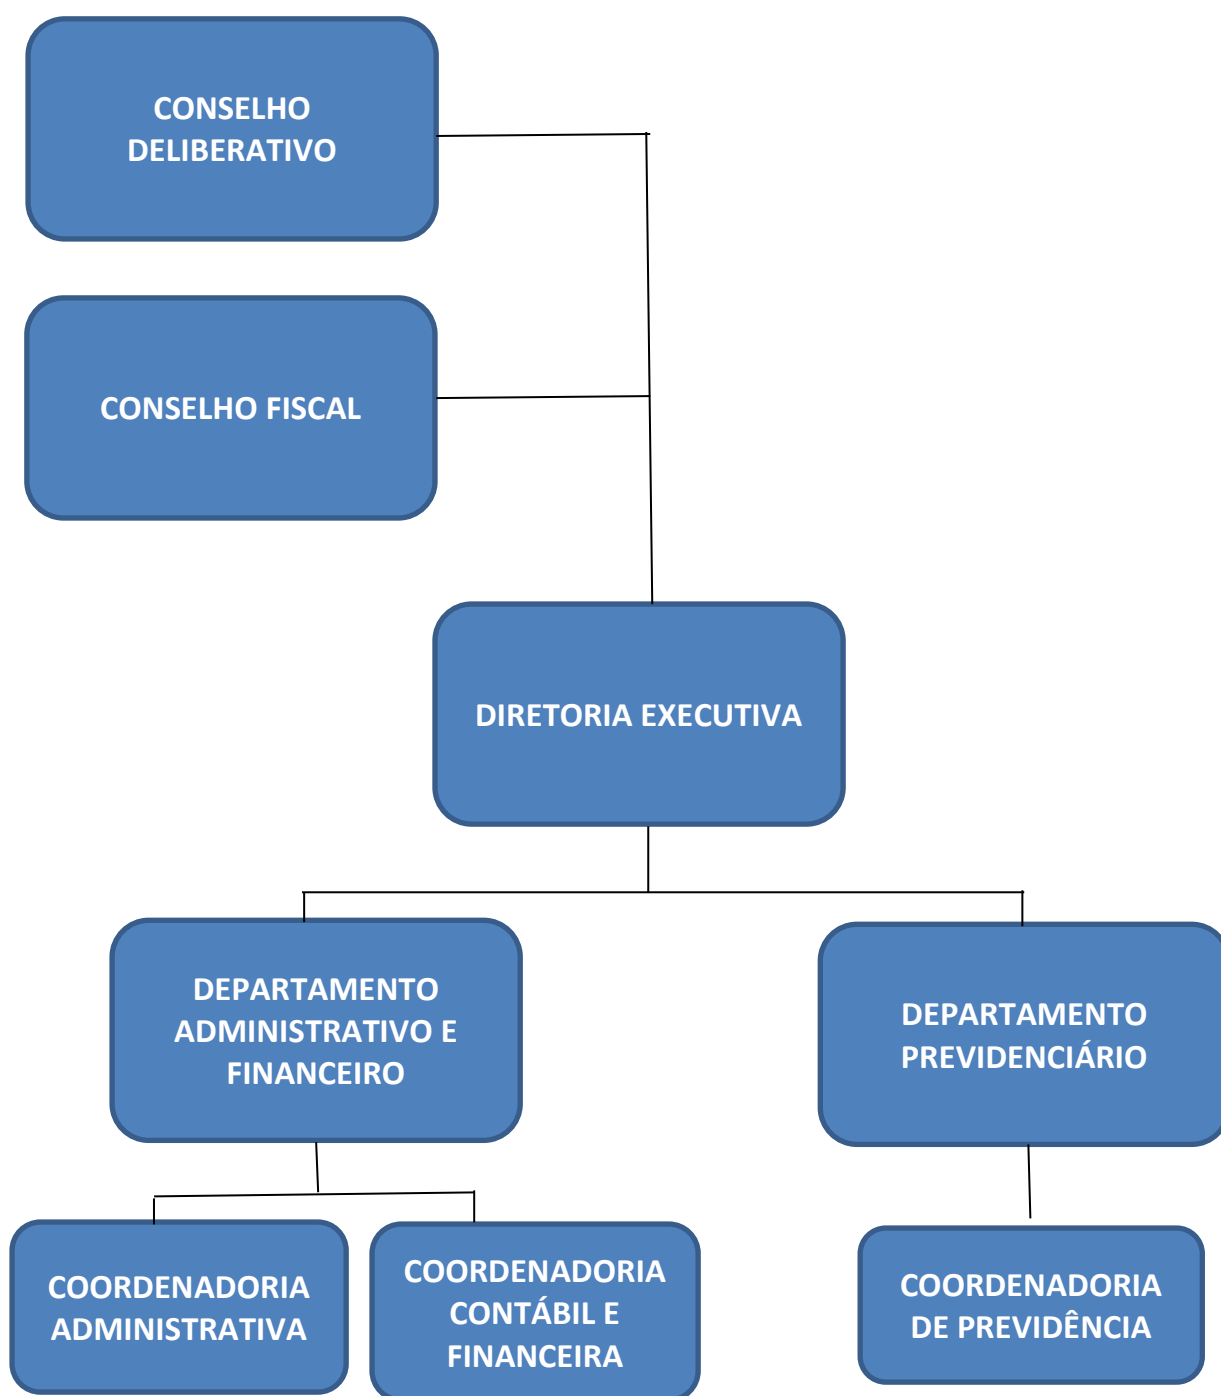 CONSELHO
DELIBERATIVO
CONSELHO FISCAL
DIRETORIA EXECUTIVA
DEPARTAMENTO
ADMINISTRATIVO E
FINANCEIRO
DEPARTAMENTO
PREVIDENCIÁRIO
COORDENADORIA
ADMINISTRATIVA
COORDENADORIA
CONTÁBIL E
FINANCEIRA
COORDENADORIA
DE PREVIDÊNCIA